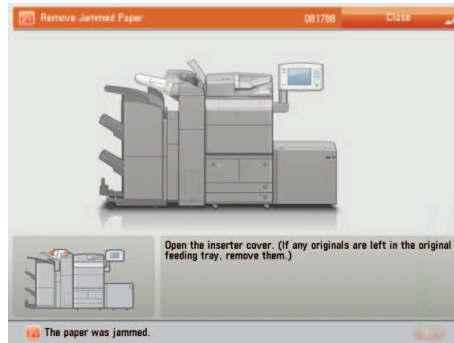 Remove Jammed Paper
081788
Close
Open the inserter cover. (If any originals are left in the original
feeding tray, remove them.)
The paper was jammed.